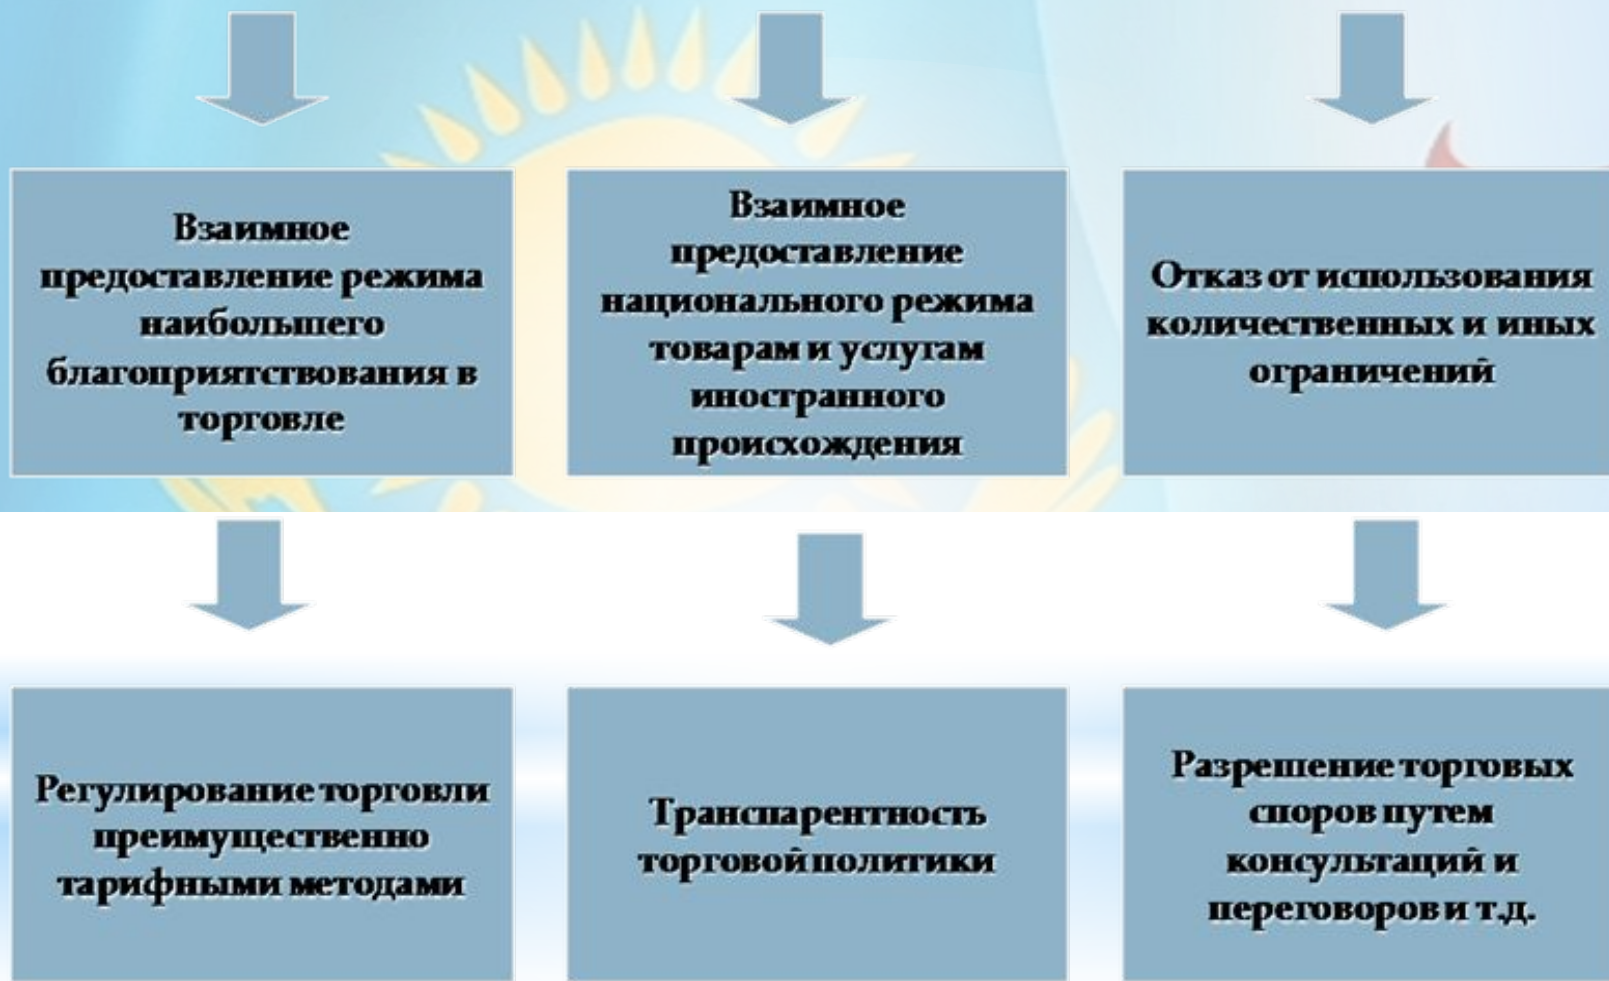 Взаимное
предоставление режима
наибольшего
благоприятствования в
торговле
Взаимное
предоставление
национального режима
товарам и услугам
иностранного
происхождения
Отказ от использования
количественных и иных
ограничений
Регулирование торговли
преимущественно
тарифными методами
Транспарентность
торговой политики
Разрешение торговых
споров путем
консультаций и
переговоров и т.д.